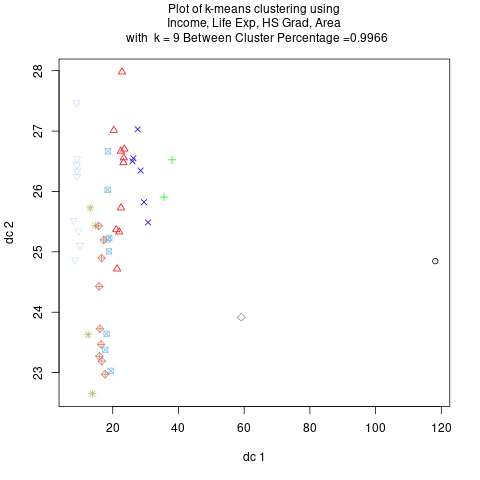 Plot of k-means clustering using
Income, Life Exp, HS Grad, Area
with k = 9 Between Cluster Percentage =0.9966
28
27
26
25
24
23
dc 2
20
40
60
80
100
120
dc 1